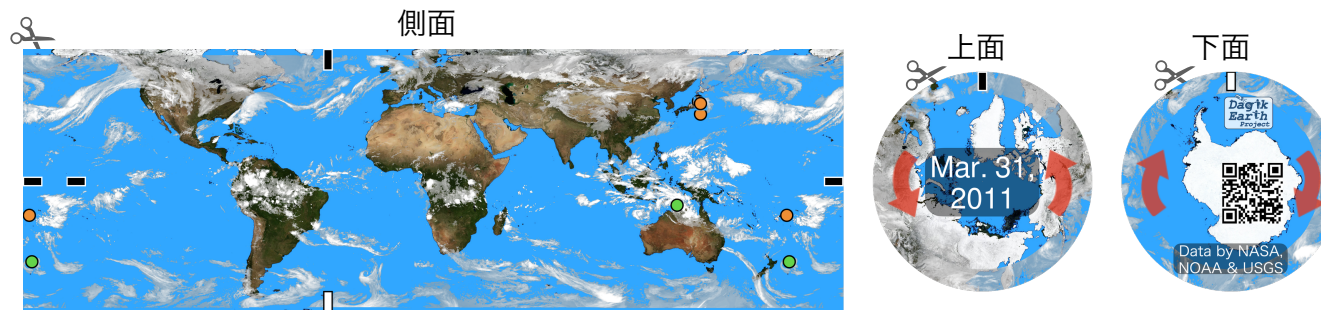 側面
上面
下面
Mar. 31,
2011
Dagik
Earth
Project
Data by NASA,
NOAA & USGS